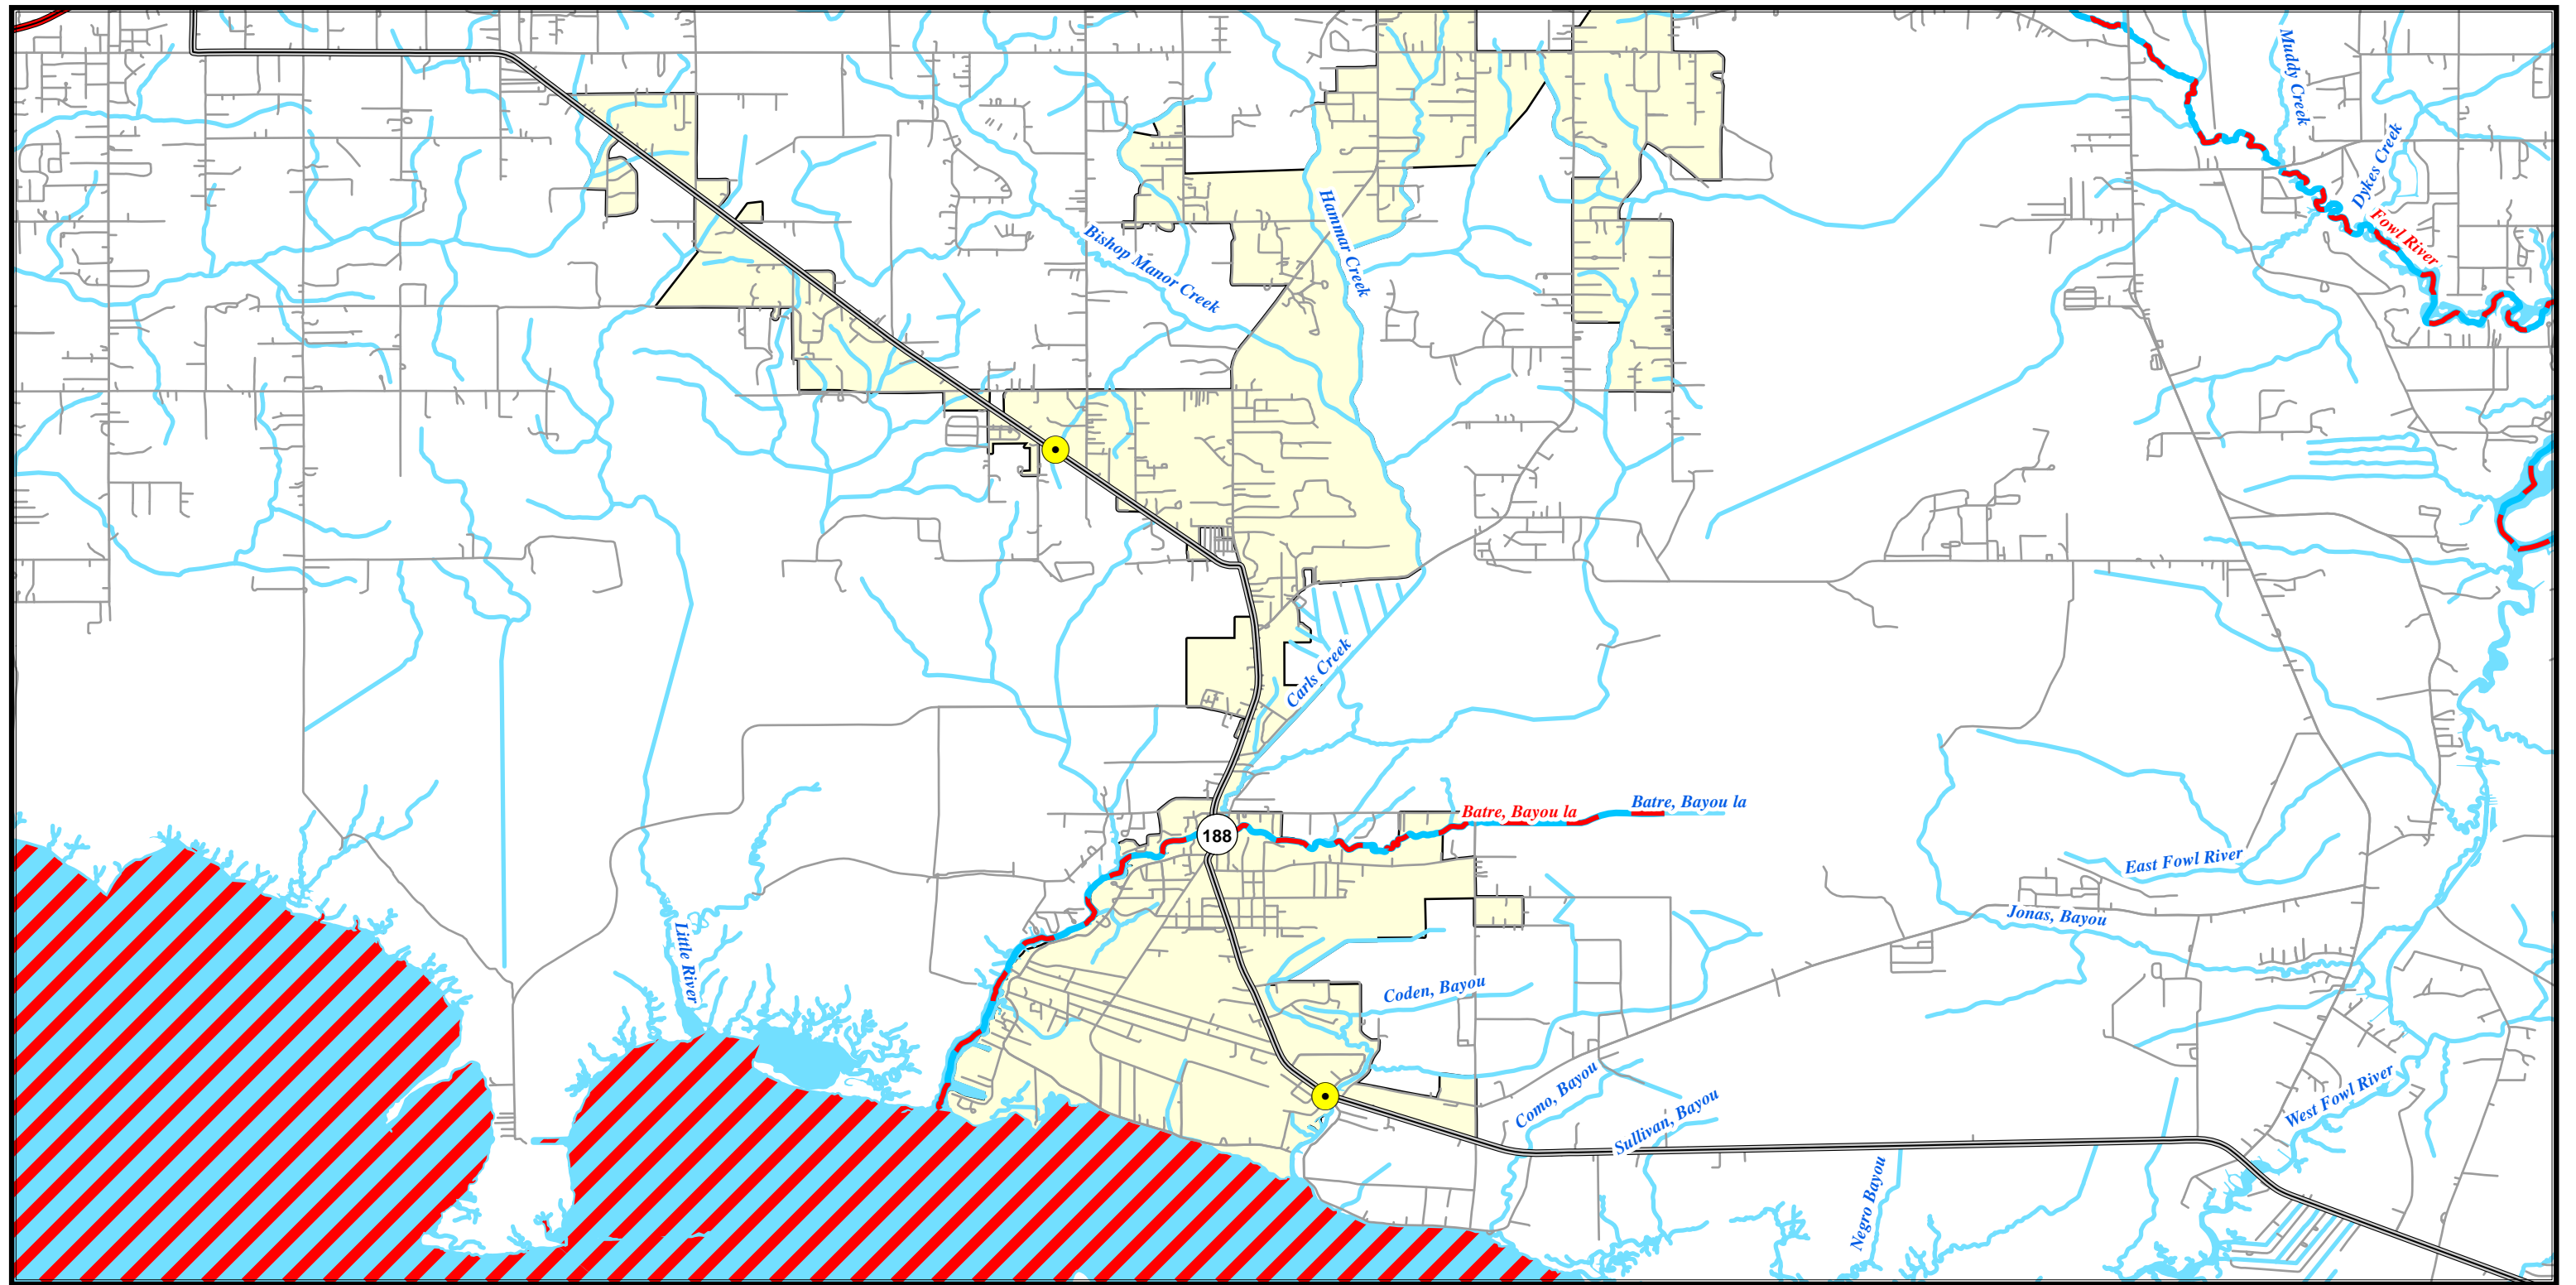 Muddy Creek
Dykes Creek
Fowl River
Hammar Creek
Bishop Manor Creek
Carls Creek
Batre, Bayou la
Batre, Bayou la
188
East Fowl River
Jonas, Bayou
Little River
Coden, Bayou
Como, Bayou
Sullivan, Bayou
West Fowl River
Negro Bayou